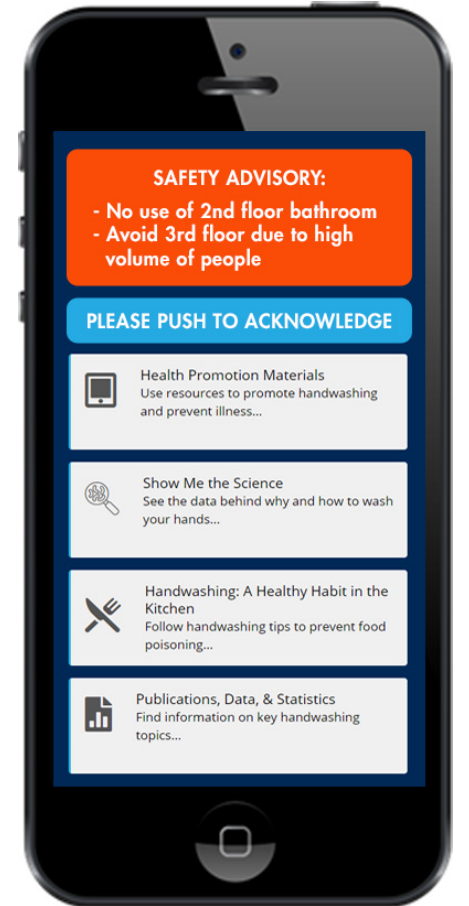 SAFETY ADVISORY:
- No use of 2nd floor bathroom
- Avoid 3rd floor due to high
volume of people
PLEASE PUSH TO ACKNOWLEDGE
Health Promotion Materials
Use resources to promote handwashing
and prevent illness...
Show Me the Science
See the data behind why and how to wash
your hands...
Handwashing: A Healthy Habit in the
Kitchen
Follow handwashing tips to prevent food
poisoning...
Publications, Data, & Statistics
Find information on key handwashing
topics...